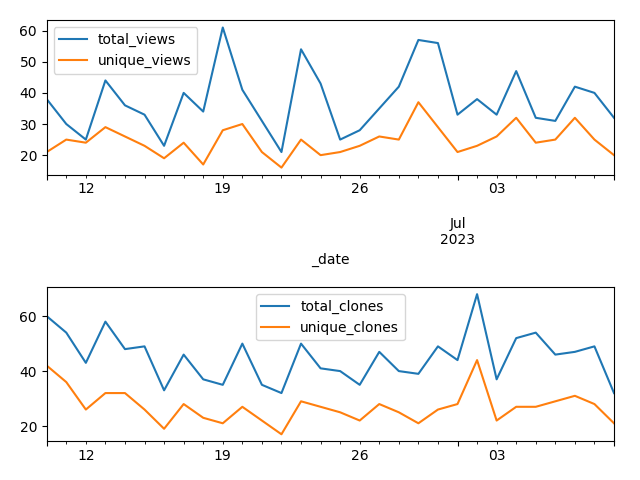 60
50
40
30
20
total_views
unique_views
12
19
26
03
Jul
2023
_date
60
40
20
total_clones
unique_clones
12
19
26
03